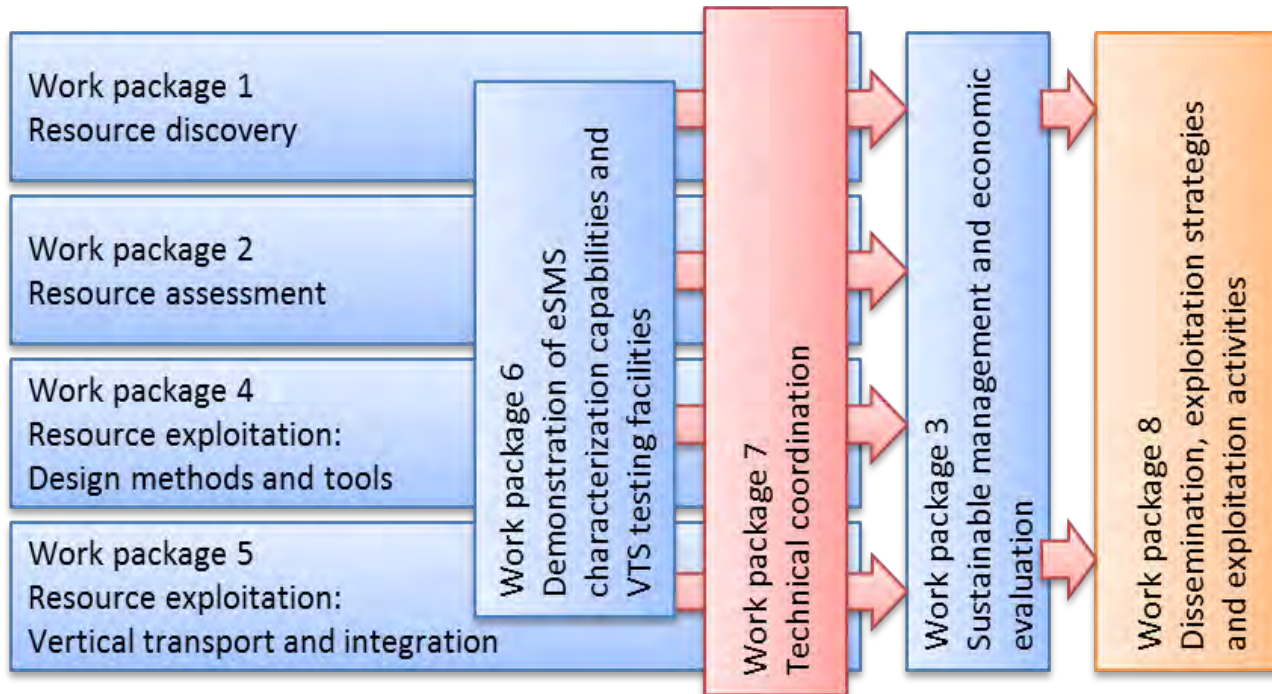 Work package 1
Resource discovery
Work package 2
Resource assessment
Work package 4
Resource exploitation:
Design methods and tools
Work package 5
Resource exploitation:
Vertical transport and integration
Work package 6
Demonstration of eSMS
characterization capabilities and
VTS testing facilities
Work package 7
Technical coordination
Work package 3
Sustainable management and economic
evaluation
Work package 8
Dissemination, exploitation strategies
and exploitation activities